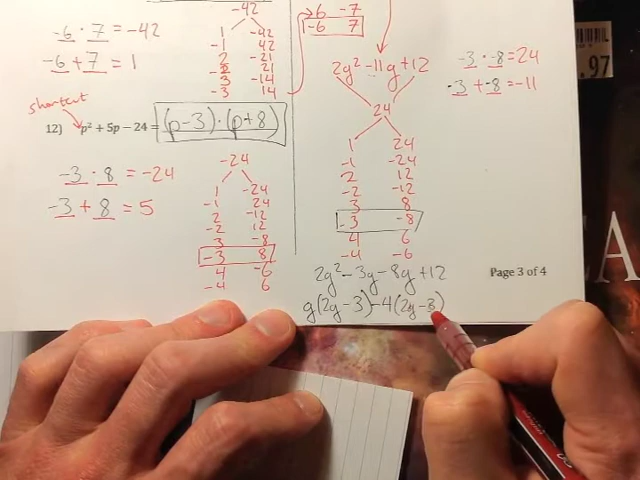 -6 · 7 = -42
-6 + 7 = 1
-42
1 -42
-1 42
2 -21
-2 21
3 -14
-3 14
6 -7
-6 7
shortcut
12) p² + 5p - 24 = (p-3)·(p+8)
-3 · 8 = -24
-3 + 8 = 5
-24
1 -24
-1 24
2 -12
-2 12
3 -8
-3 8
4 -6
-4 6
2g² -11g +12
24
1 24
-1 -24
2 12
-2 -12
3 8
-3 -8
4 6
-4 -6
2g² - 3g - 8g + 12
g(2g - 3) - 4(2g - 3)
-3 · -8 = 24
-3 + -8 = -11
Page 3 of 4
.97
EA